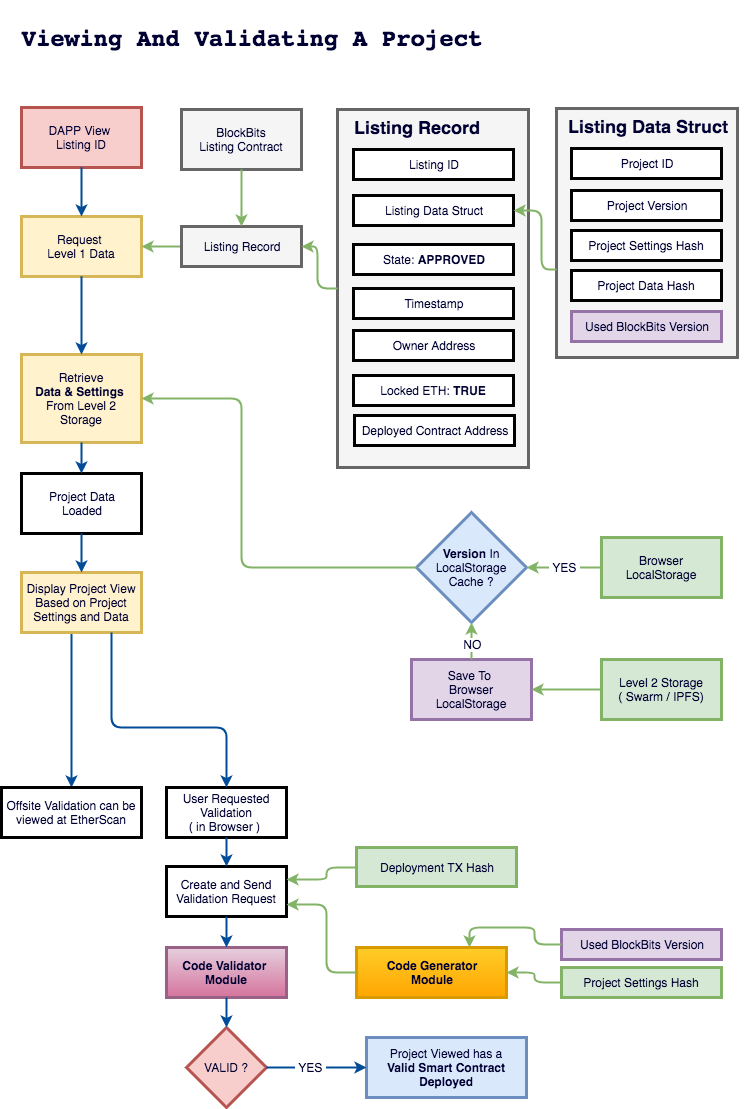 Viewing And Validating A Project
DAPP View
Listing ID
BlockBits
Listing Contract
Listing Record
Listing ID
Listing Data Struct
State: APPROVED
Timestamp
Owner Address
Locked ETH: TRUE
Deployed Contract Address
Listing Data Struct
Project ID
Project Version
Project Settings Hash
Project Data Hash
Used BlockBits Version
Request
Level 1 Data
Listing Record
Retrieve
Data & Settings
From Level 2
Storage
Project Data
Loaded
Version In
LocalStorage
Cache ?
YES
Browser
LocalStorage
Display Project View
Based on Project
Settings and Data
NO
Save To
Browser
LocalStorage
Level 2 Storage
( Swarm / IPFS)
Offsite Validation can be
viewed at EtherScan
User Requested
Validation
( in Browser )
Create and Send
Validation Request
Deployment TX Hash
Code Validator
Module
Code Generator
Module
Used BlockBits Version
Project Settings Hash
VALID ?
YES
Project Viewed has a
Valid Smart Contract
Deployed